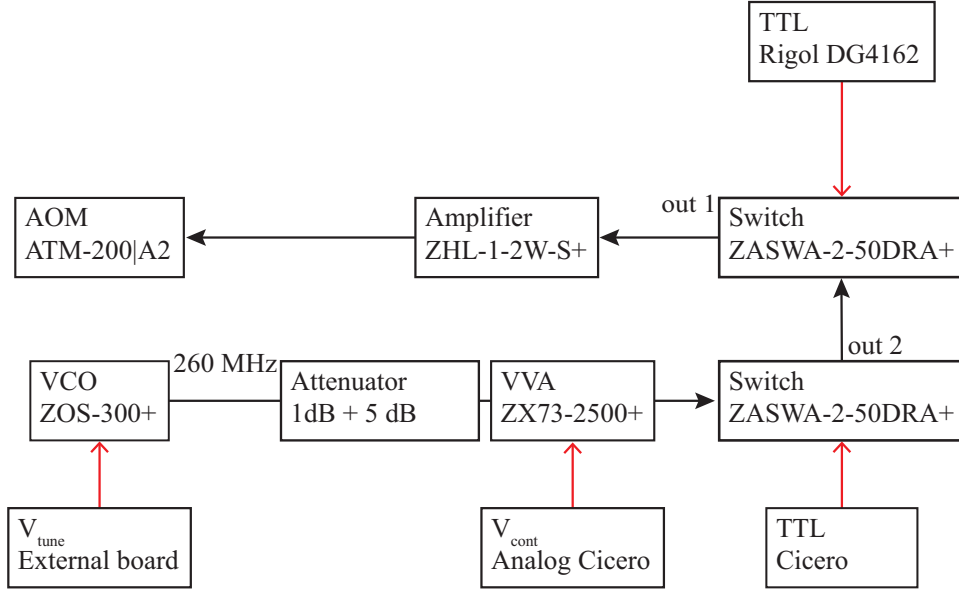 TTL
Rigol DG4162
out 1
AOM
ATM-200|A2
Amplifier
ZHL-1-2W-S+
Switch
ZASWA-2-50DRA+
out 2
260 MHz
VCO
ZOS-300+
Attenuator
1dB + 5 dB
VVA
ZX73-2500+
Switch
ZASWA-2-50DRA+
Vtune
External board
Vcont
Analog Cicero
TTL
Cicero